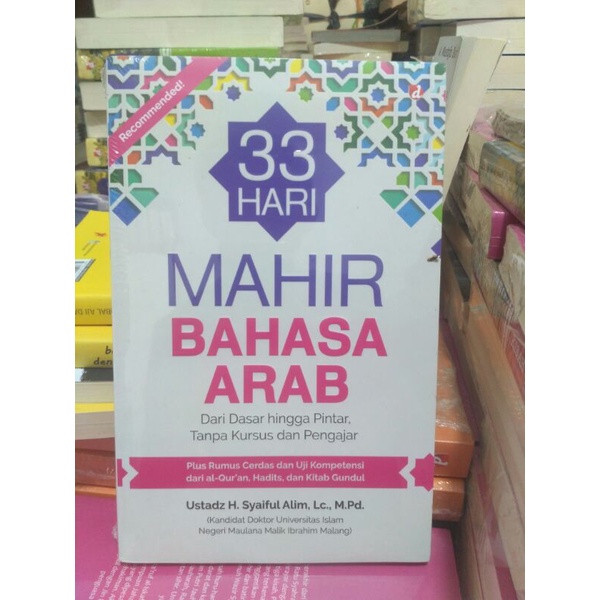 Recommended!
d
33
HARI
MAHIR
BAHASA
ARAB
Dari Dasar hingga Pintar,
Tanpa Kursus dan Pengajar
Plus Rumus Cerdas dan Uji Kompetensi
dari al-Qur'an, Hadits, dan Kitab Gundul
Ustadz H. Syaiful Alim, Lc., M.Pd.
(Kandidat Doktor Universitas Islam
Negeri Maulana Malik Ibrahim Malang)